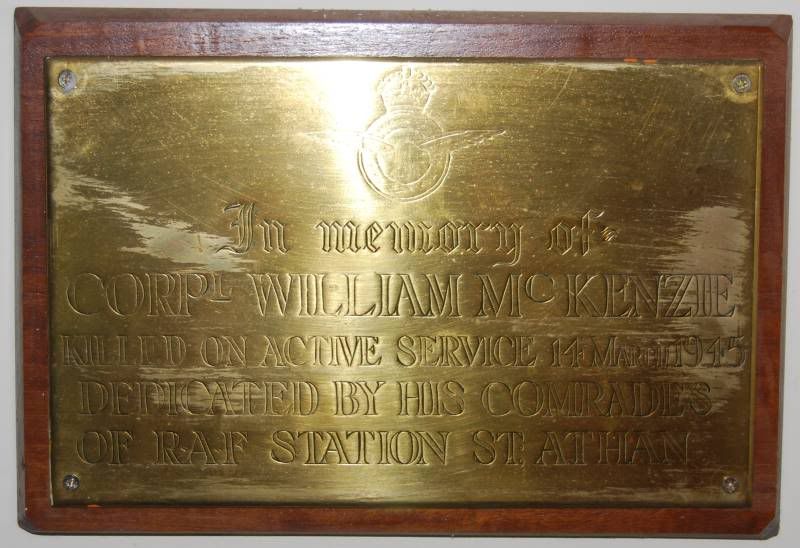 In memory of
CORPL WILLIAM MCKENZIE
KILLED ON ACTIVE SERVICE 14 MARCH 1945
DEDICATED BY HIS COMRADES
OF R·A·F STATION ST, ATHAN